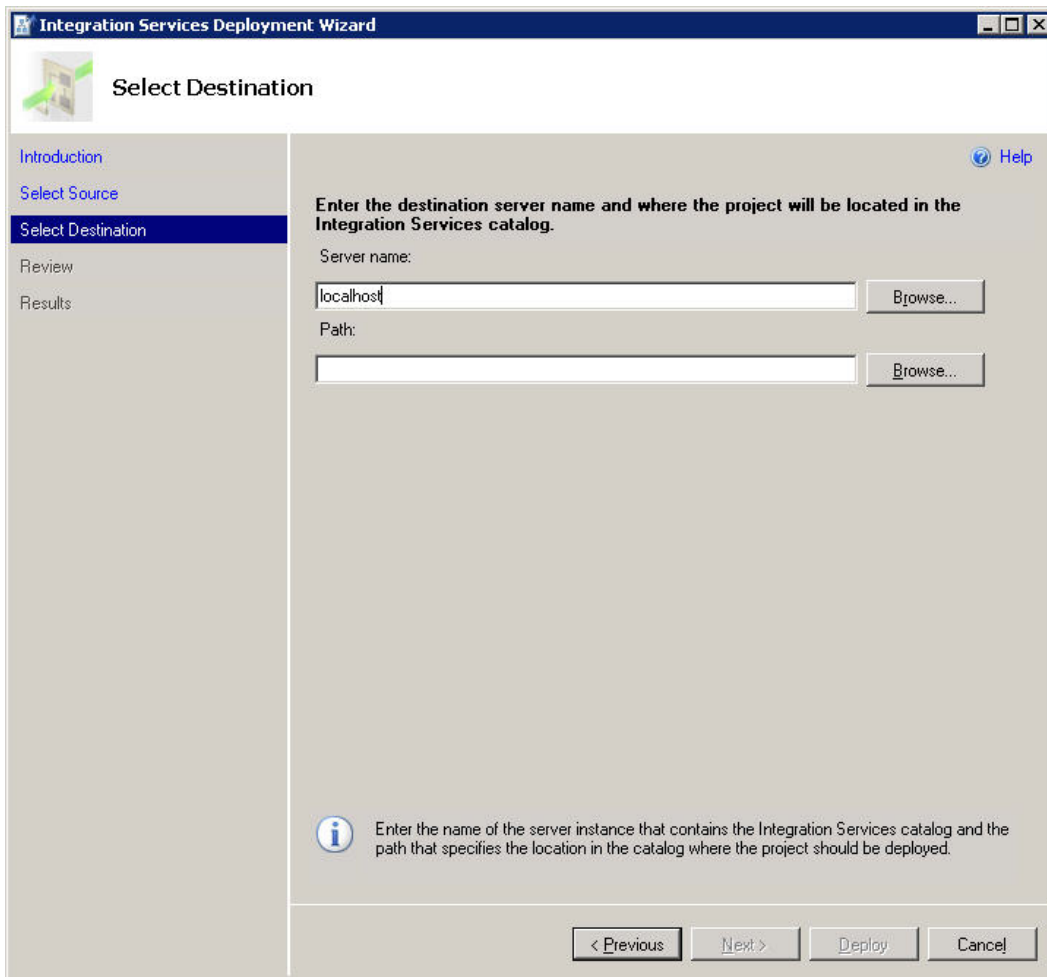 Integration Services Deployment Wizard
Select Destination
Introduction
Select Source
Select Destination
Review
Results
Help
Enter the destination server name and where the project will be located in the
Integration Services catalog.
Server name:
localhost
Browse...
Path:
Browse...
Enter the name of the server instance that contains the Integration Services catalog and the
path that specifies the location in the catalog where the project should be deployed.
< Previous
Next >
Deploy
Cancel